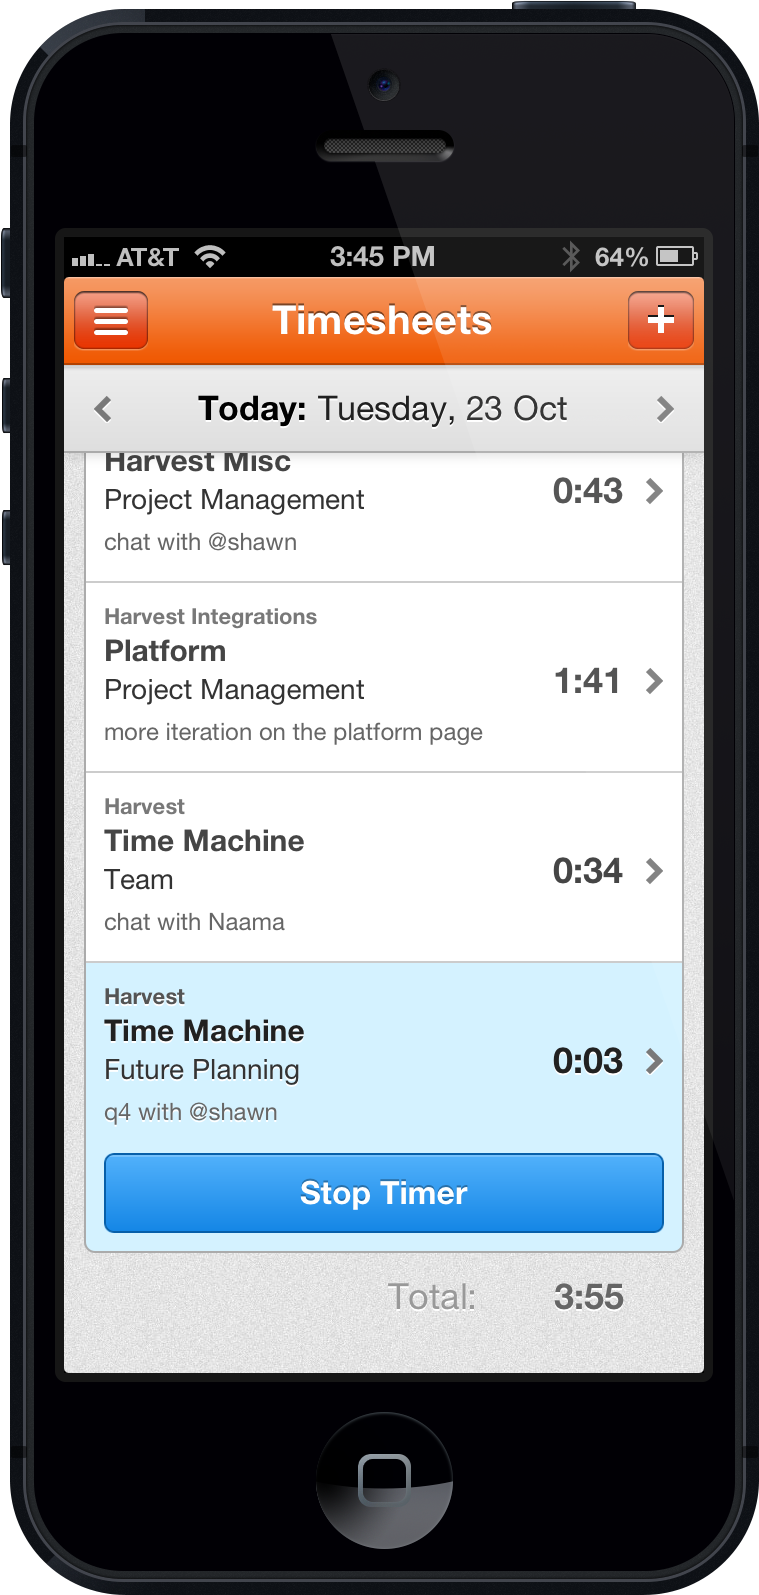 AT&T 3:45 PM 64%
Timesheets
Today: Tuesday, 23 Oct
Harvest Misc
Project Management
0:43
chat with @shawn
Harvest Integrations
Platform
Project Management
1:41
more iteration on the platform page
Harvest
Time Machine
Team
0:34
chat with Naama
Harvest
Time Machine
Future Planning
0:03
q4 with @shawn
Stop Timer
Total: 3:55